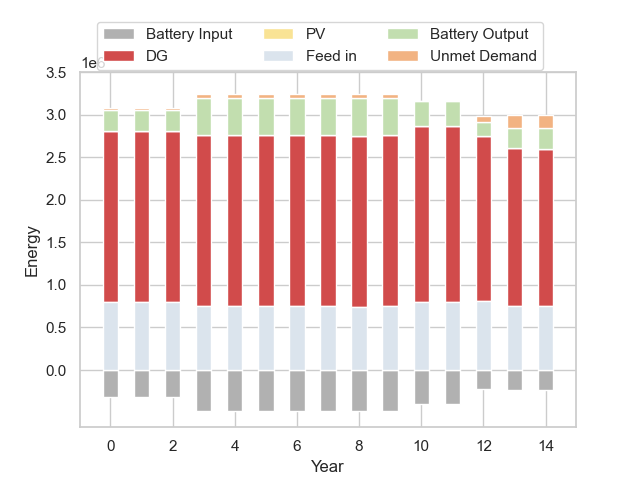 Battery Input PV Battery Output
DG Feed in Unmet Demand
1e6
3.5
3.0
2.5
2.0
1.5
1.0
0.5
0.0
Energy
0 2 4 6 8 10 12 14
Year